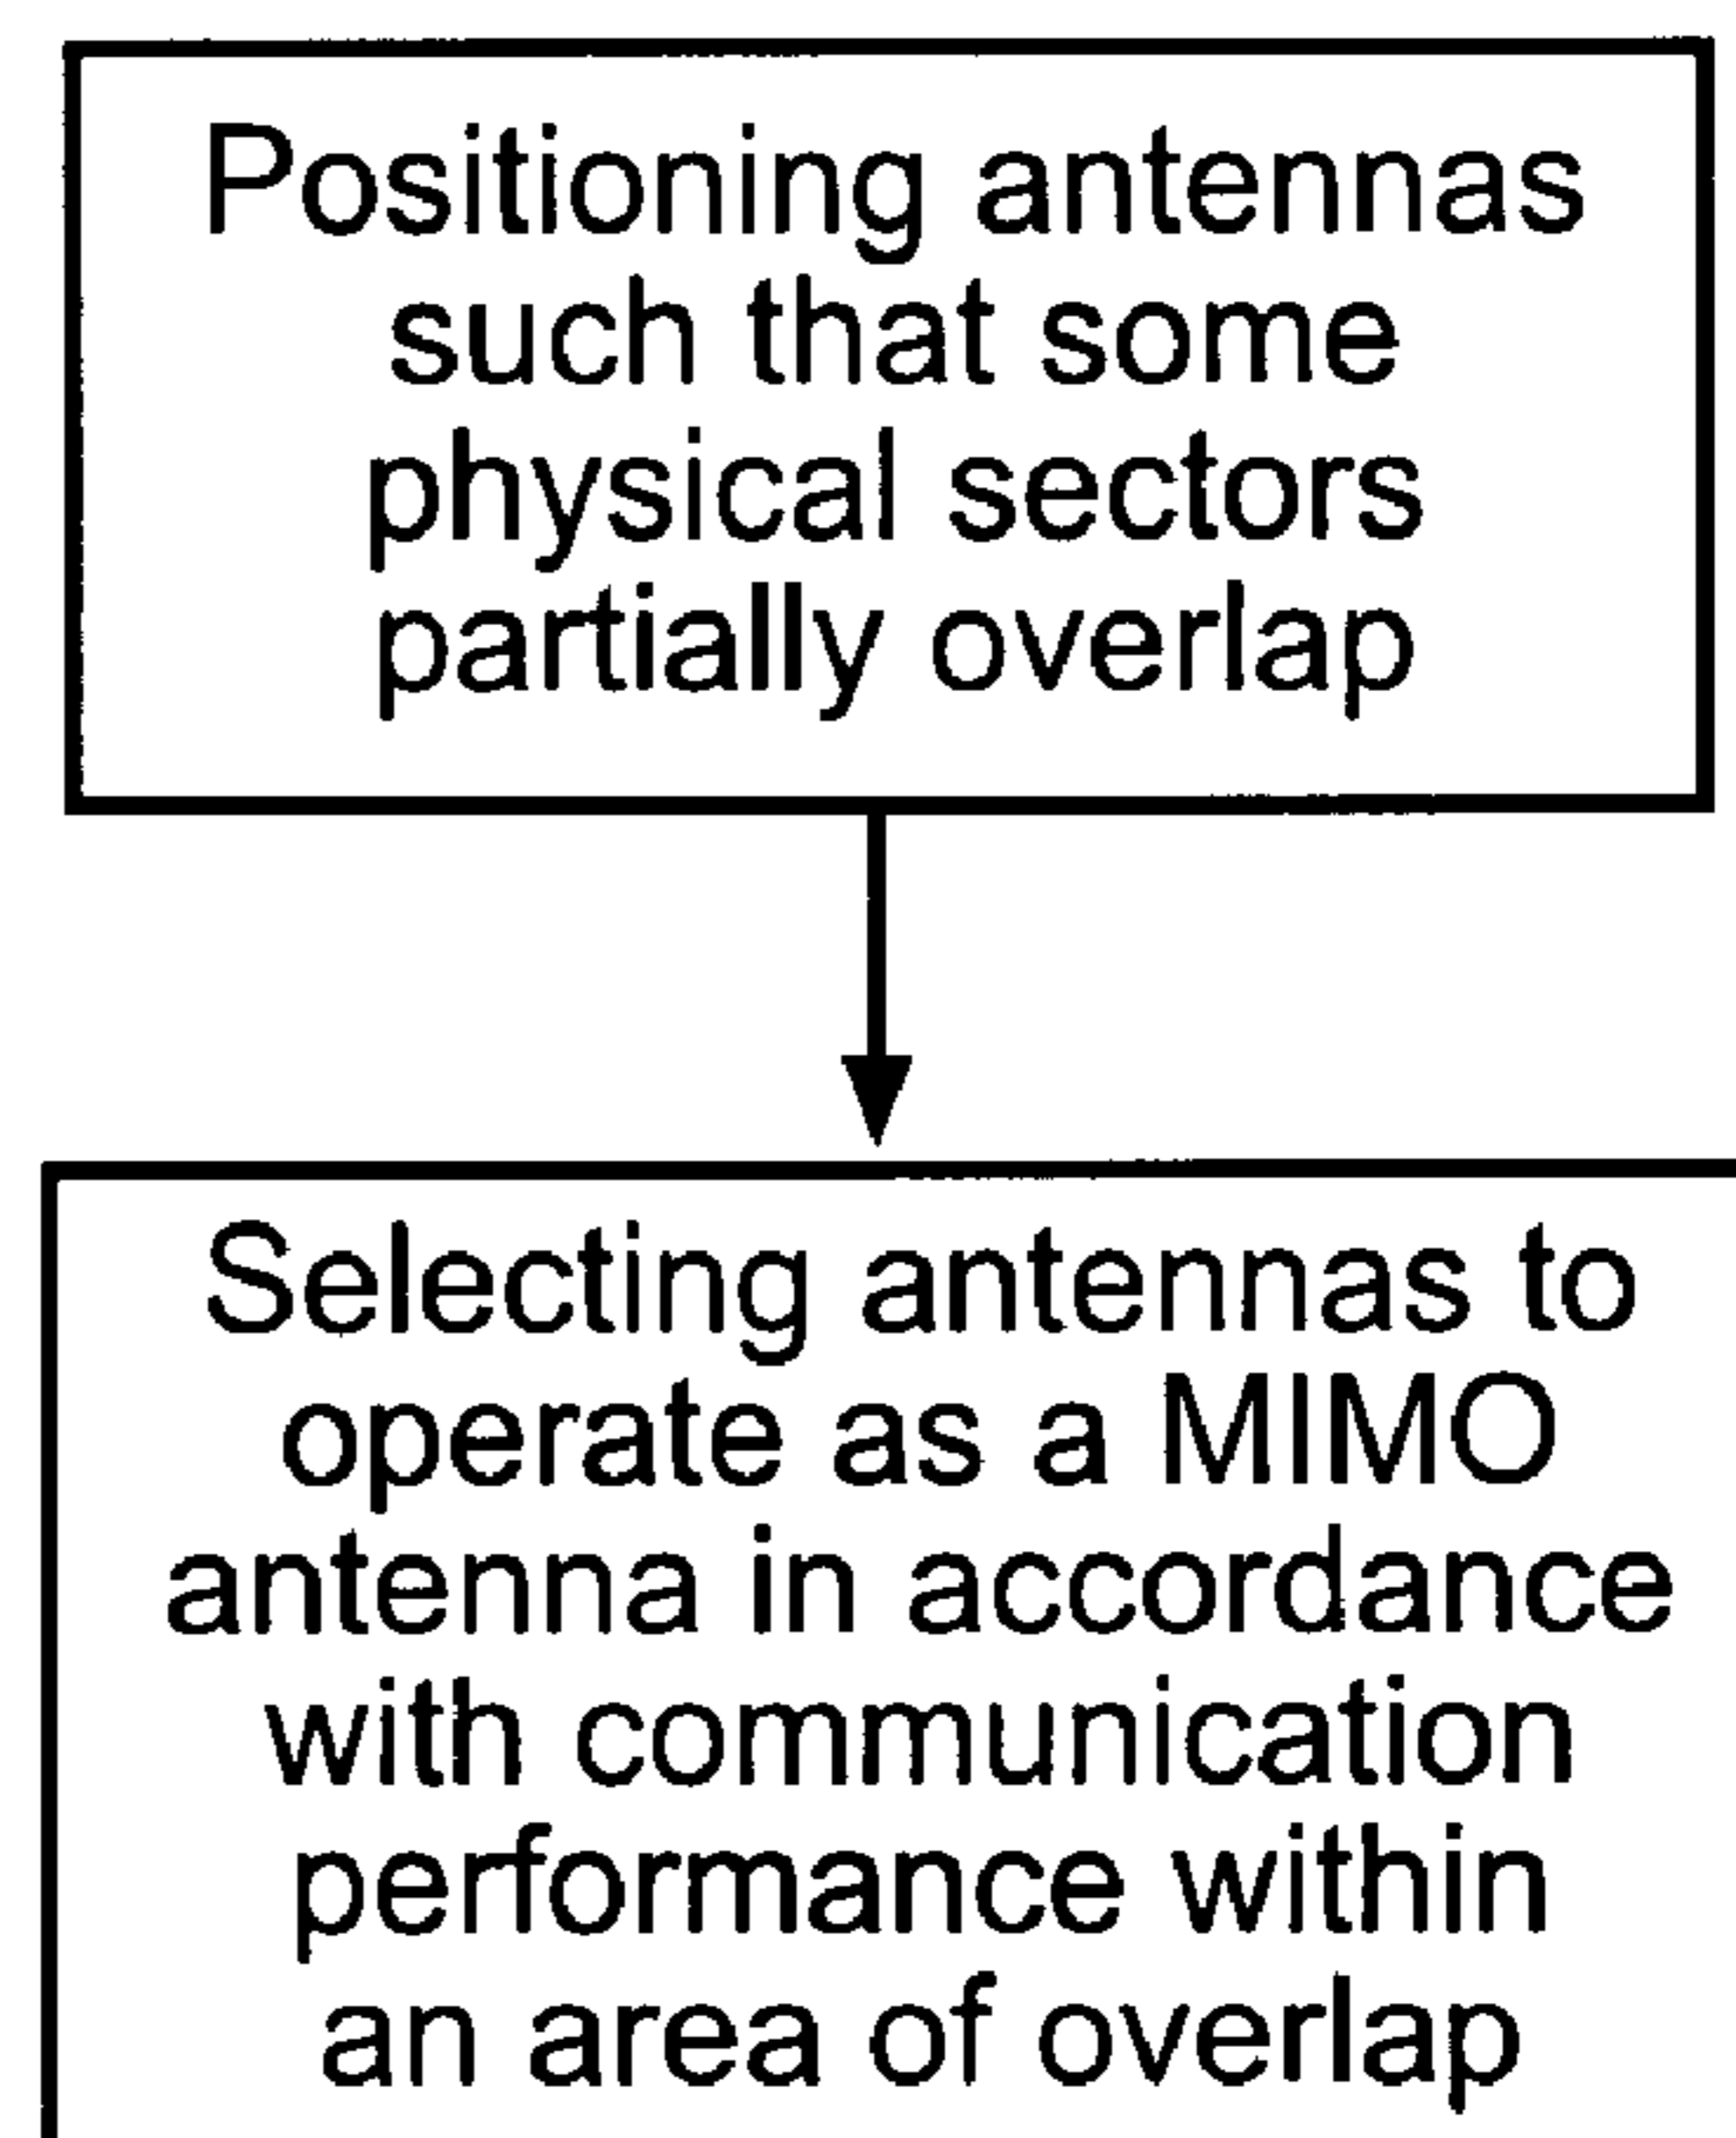 Positioning antennas
such that some
physical sectors
partially overlap
Selecting antennas to
operate as a MIMO
antenna in accordance
with communication
performance within
an area of overlap